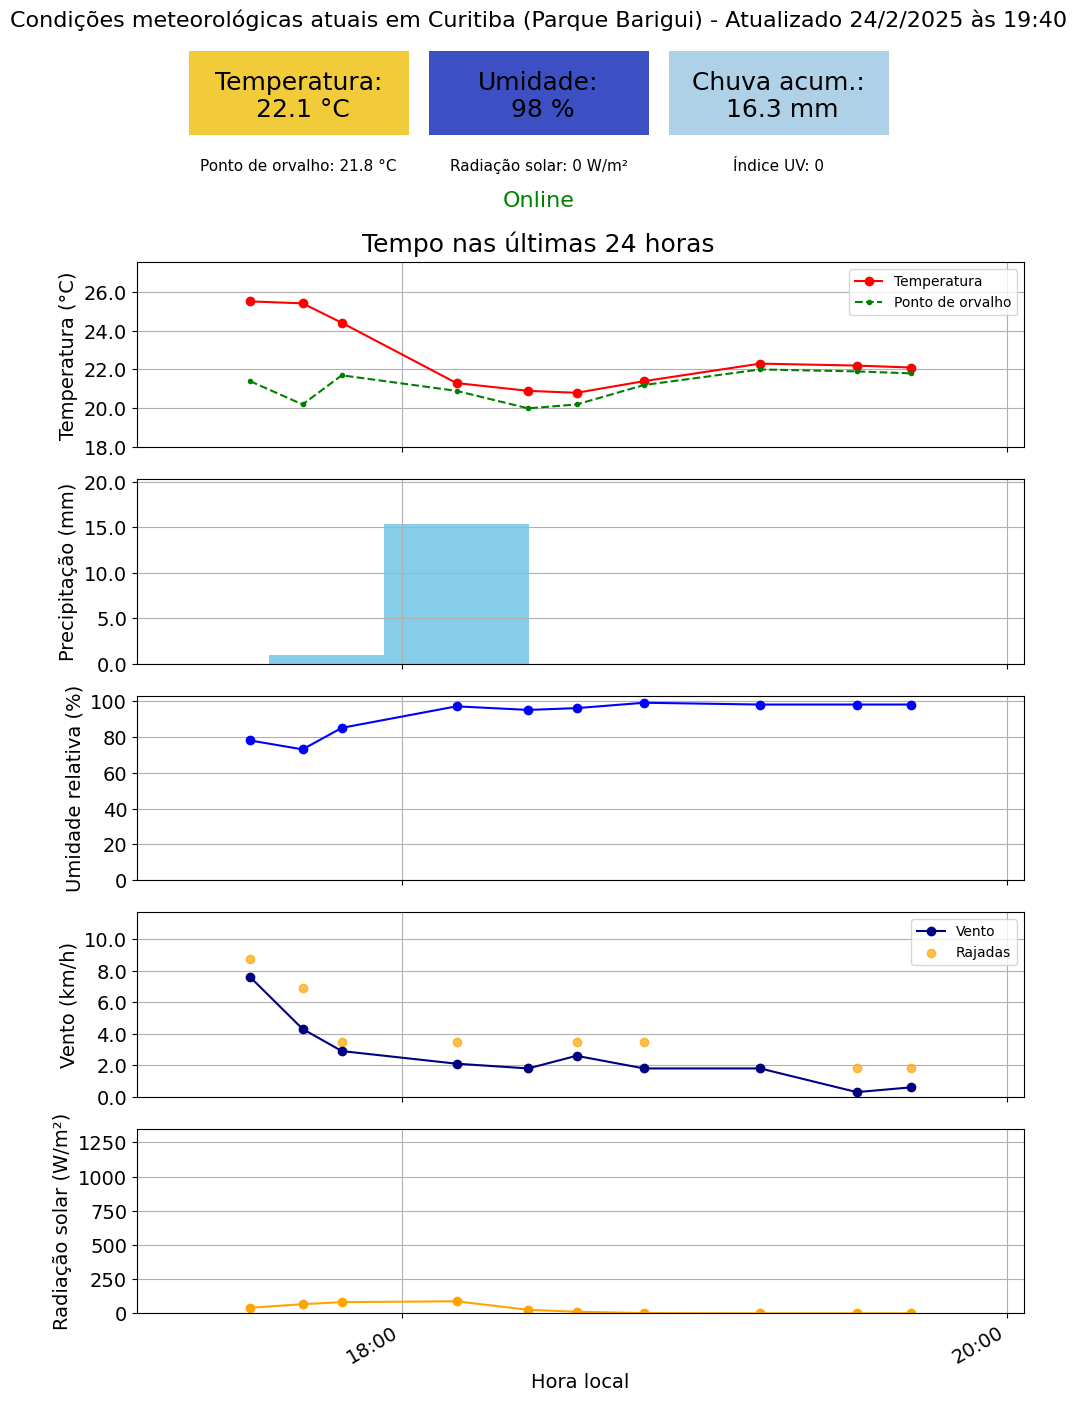 Condições meteorológicas atuais em Curitiba (Parque Barigui) - Atualizado 24/2/2025 às 19:40
Temperatura:
22.1 °C
Umidade:
98 %
Chuva acum.:
16.3 mm
Ponto de orvalho: 21.8 °C
Radiação solar: 0 W/m²
Índice UV: 0
Online
Tempo nas últimas 24 horas
Temperatura (°C)
26.0
24.0
22.0
20.0
18.0
Temperatura
Ponto de orvalho
Precipitação (mm)
20.0
15.0
10.0
5.0
0.0
Umidade relativa (%)
100
80
60
40
20
0
Vento (km/h)
10.0
8.0
6.0
4.0
2.0
0.0
Vento
Rajadas
Radiação solar (W/m²)
1250
1000
750
500
250
0
18:00
20:00
Hora local